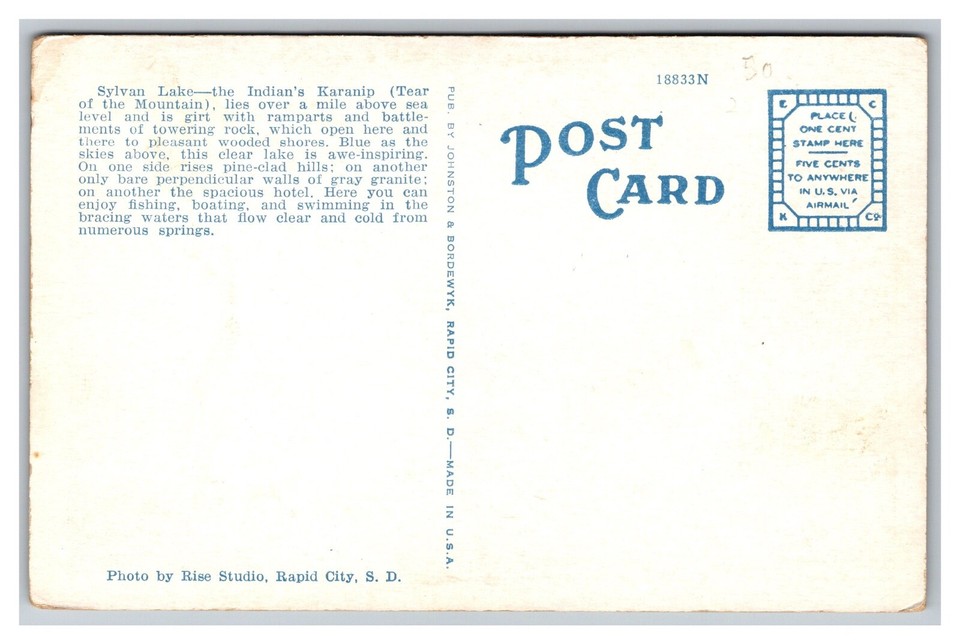 Sylvan Lake—the Indian's Karanip (Tear
of the Mountain), lies over a mile above sea
level and is girt with ramparts and battle-
ments of towering rock, which open here and
there to pleasant wooded shores. Blue as the
skies above, this clear lake is awe-inspiring.
On one side rises pine-clad hills; on another
only bare perpendicular walls of gray granite;
on another the spacious hotel. Here you can
enjoy fishing, boating, and swimming in the
bracing waters that flow clear and cold from
numerous springs.
Photo by Rise Studio, Rapid City, S. D.
PUB. BY JOHNSTON & BORDEWYK, RAPID CITY, S. D.—MADE IN U.S.A.
18833N
50
POST
CARD
E C
PLACE
ONE CENT
STAMP HERE
FIVE CENTS
TO ANYWHERE
IN U.S. VIA
AIRMAIL
K Co